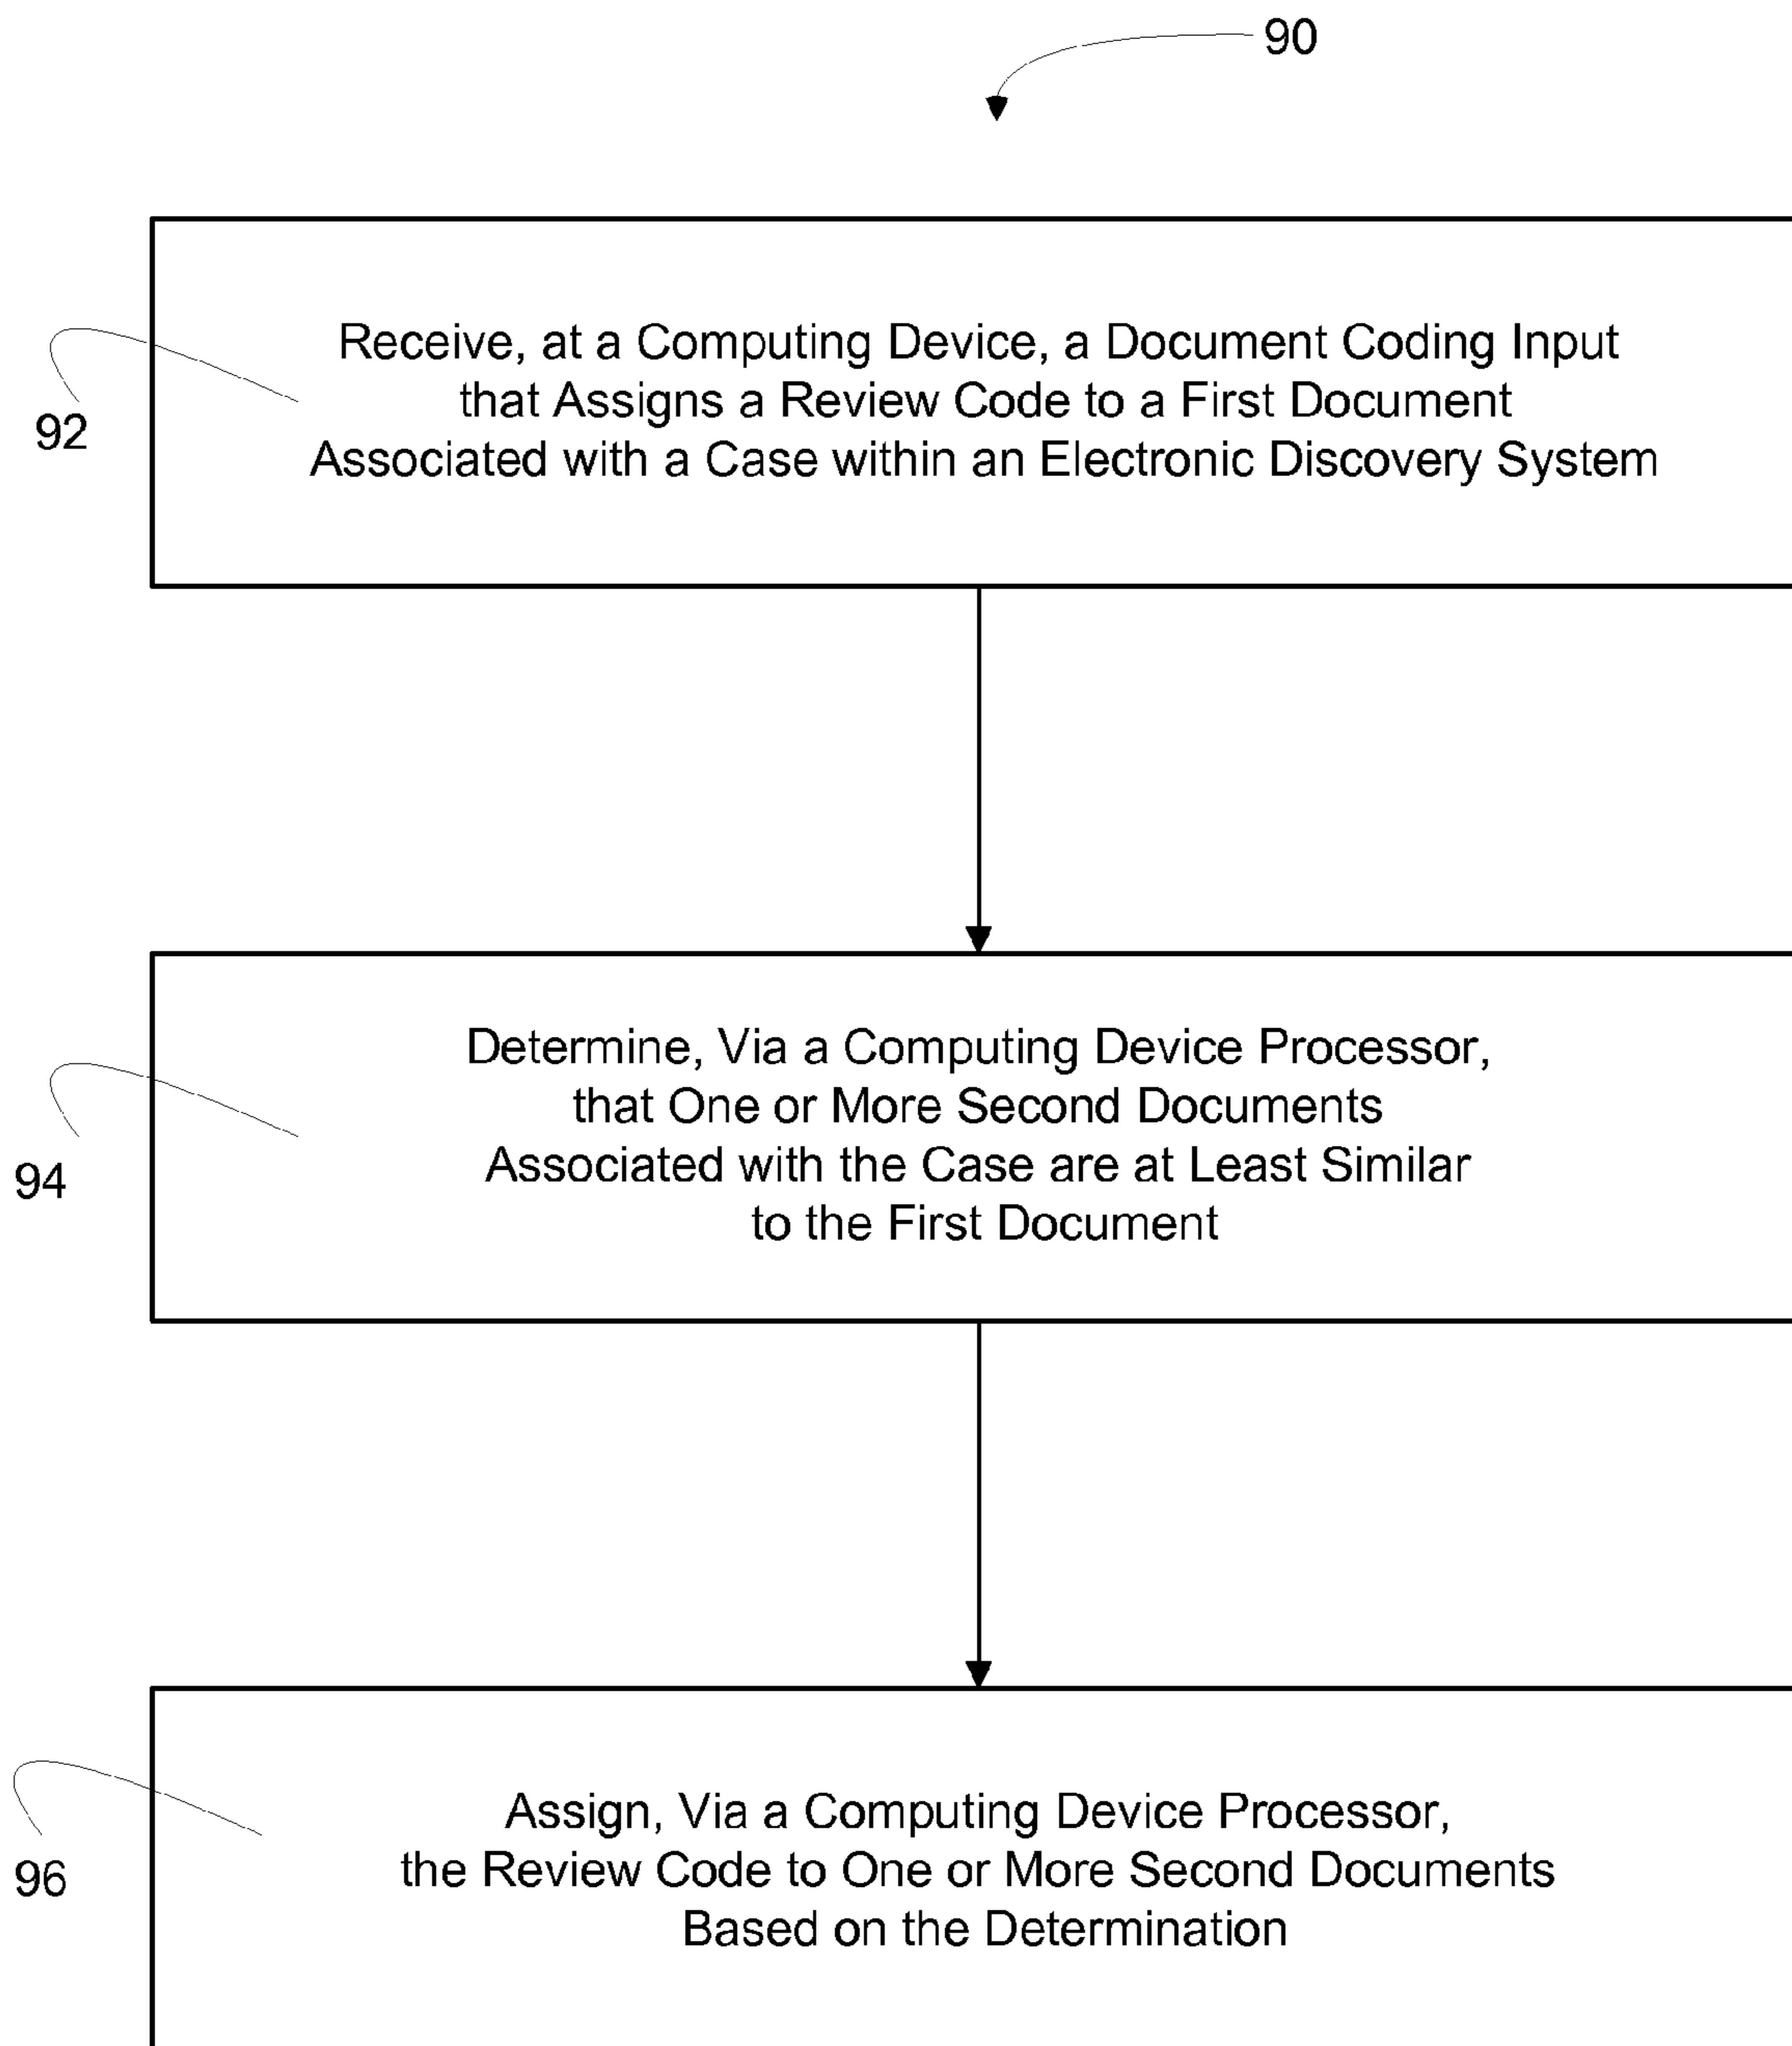 90
Receive, at a Computing Device, a Document Coding Input
that Assigns a Review Code to a First Document
Associated with a Case within an Electronic Discovery System
92
Determine, Via a Computing Device Processor,
that One or More Second Documents
Associated with the Case are at Least Similar
to the First Document
94
Assign, Via a Computing Device Processor,
the Review Code to One or More Second Documents
Based on the Determination
96